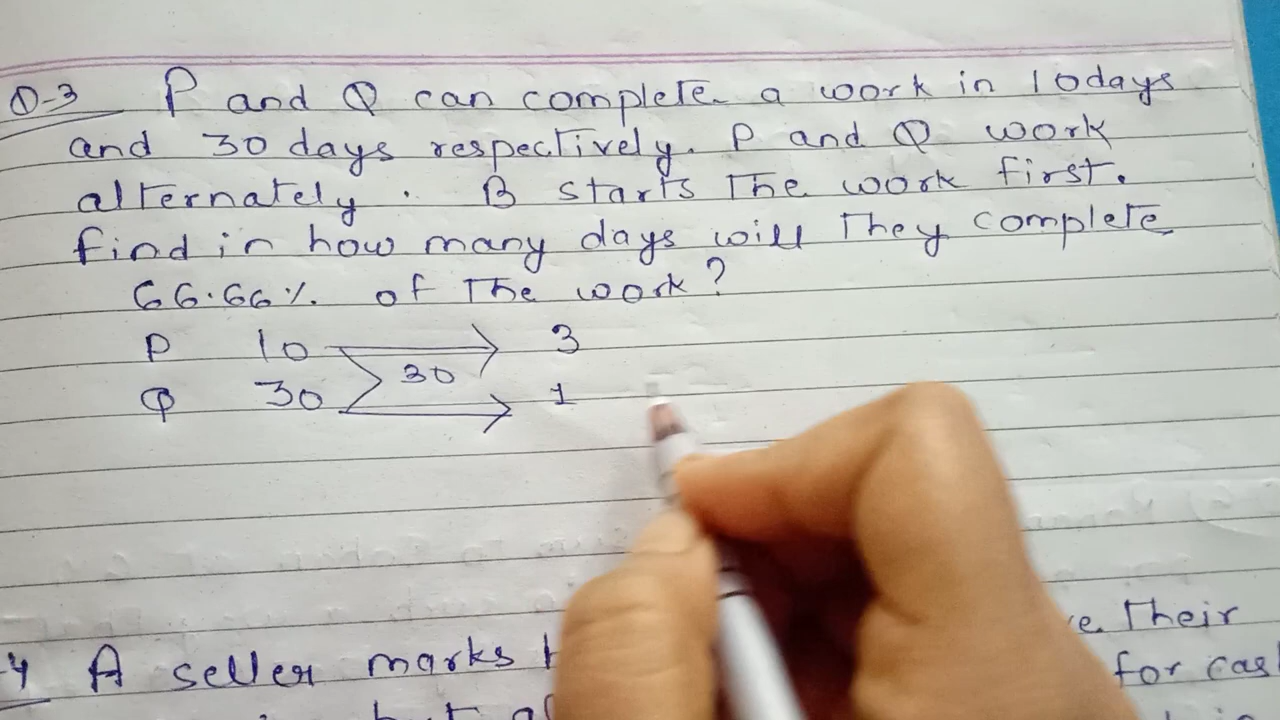 Q-3 P and Q can complete a work in 10 days
and 30 days respectively. P and Q work
alternately. B starts the work first.
find in how many days will they complete
66.66% of the work?
P 10 3
30
Q 30 1
4 A seller marks e their
for cas
but